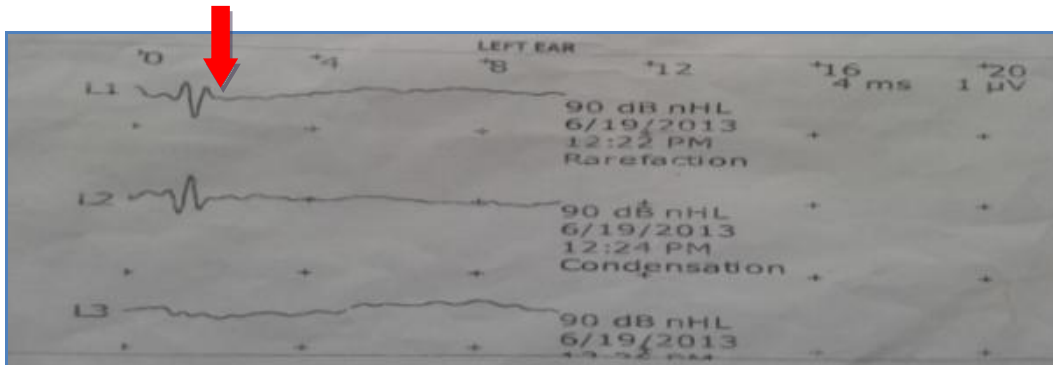 LEFT EAR
+0 +4 +8 +12 +16 +20
4 ms 1 μV
L1
90 dB nHL
6/19/2013
12:22 PM
Rarefaction
L2
90 dB nHL
6/19/2013
12:24 PM
Condensation
L3
90 dB nHL
6/19/2013